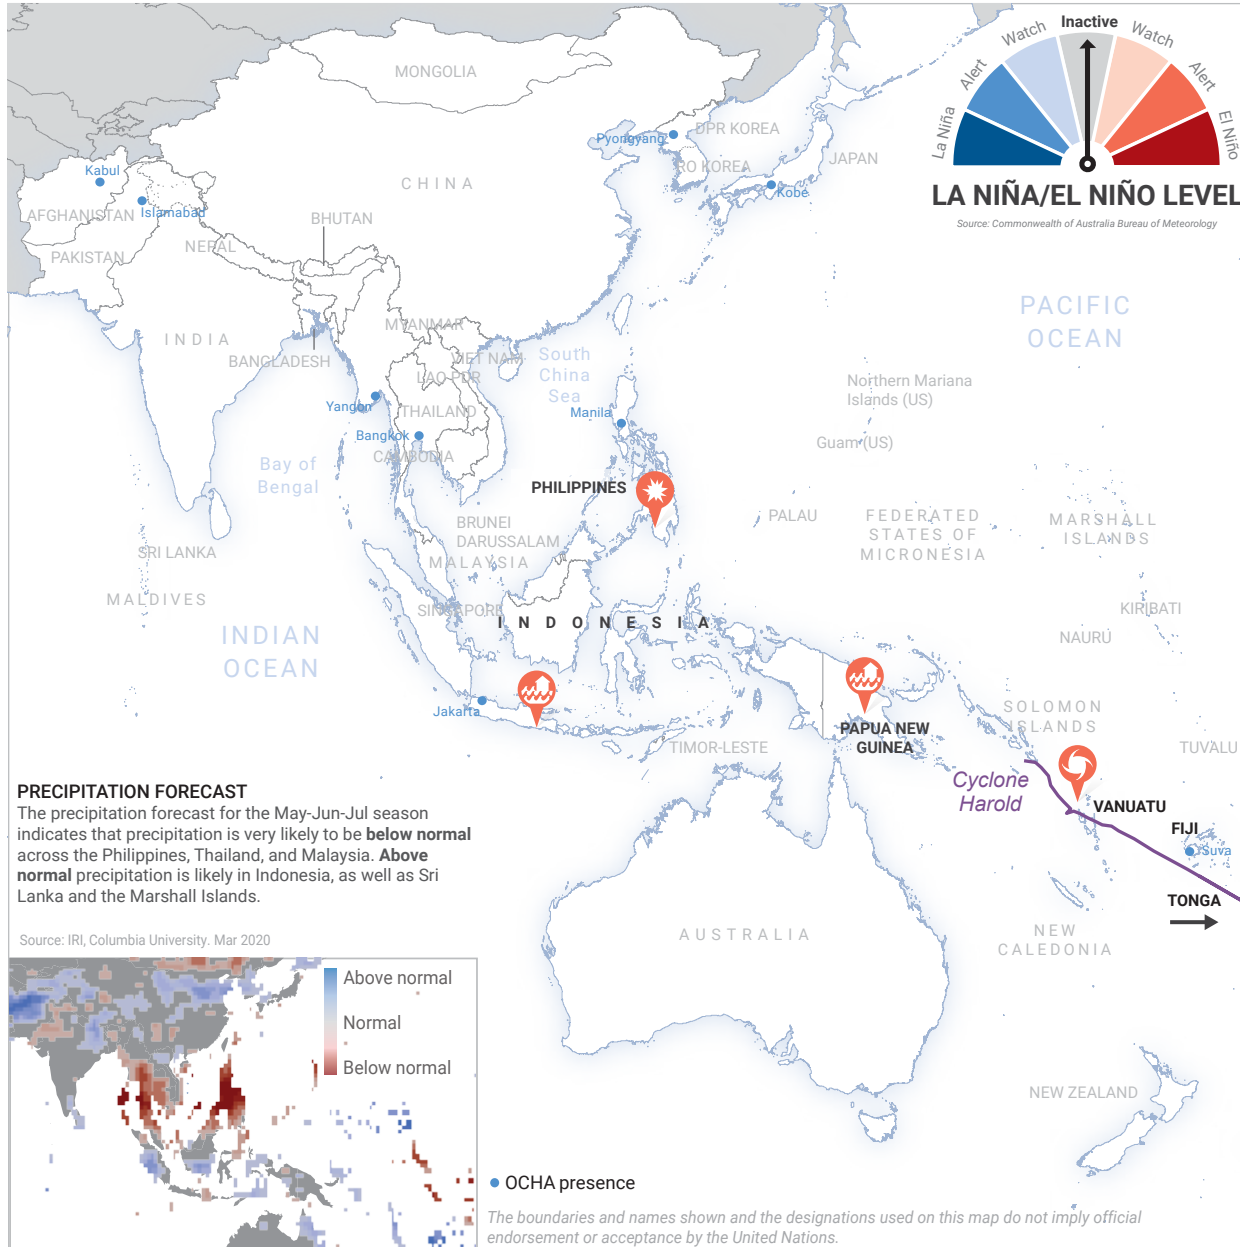 Inactive
Watch
Watch
Alert
Alert
La Niña
El Niño
LA NIÑA/EL NIÑO LEVEL
Source: Commonwealth of Australia Bureau of Meteorology
MONGOLIA
DPR KOREA
Pyongyang
RO KOREA
JAPAN
Kobe
Kabul
CHINA
AFGHANISTAN
Islamabad
BHUTAN
NEPAL
PAKISTAN
PACIFIC
OCEAN
INDIA
MYANMAR
BANGLADESH
VIET NAM
LAO PDR
South
China
Sea
Northern Mariana
Islands (US)
Yangon
THAILAND
Manila
Bangkok
CAMBODIA
Guam (US)
Bay of
Bengal
PHILIPPINES
BRUNEI
DARUSSALAM
PALAU
FEDERATED
STATES OF
MICRONESIA
MARSHALL
ISLANDS
SRI LANKA
MALAYSIA
MALDIVES
SINGAPORE
INDONESIA
KIRIBATI
NAURU
INDIAN
OCEAN
Jakarta
SOLOMON
ISLANDS
PAPUA NEW
GUINEA
TIMOR-LESTE
TUVALU
Cyclone
Harold
VANUATU
FIJI
Suva
TONGA
NEW
CALEDONIA
AUSTRALIA
NEW ZEALAND
PRECIPITATION FORECAST
The precipitation forecast for the May-Jun-Jul season
indicates that precipitation is very likely to be below normal
across the Philippines, Thailand, and Malaysia. Above
normal precipitation is likely in Indonesia, as well as Sri
Lanka and the Marshall Islands.
Source: IRI, Columbia University. Mar 2020
Above normal
Normal
Below normal
OCHA presence
The boundaries and names shown and the designations used on this map do not imply official
endorsement or acceptance by the United Nations.